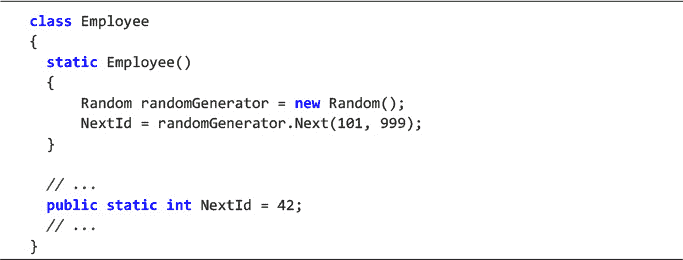 class Employee
{
  static Employee()
  {
      Random randomGenerator = new Random();
      NextId = randomGenerator.Next(101, 999);
  }

  // ...
  public static int NextId = 42;
  // ...
}